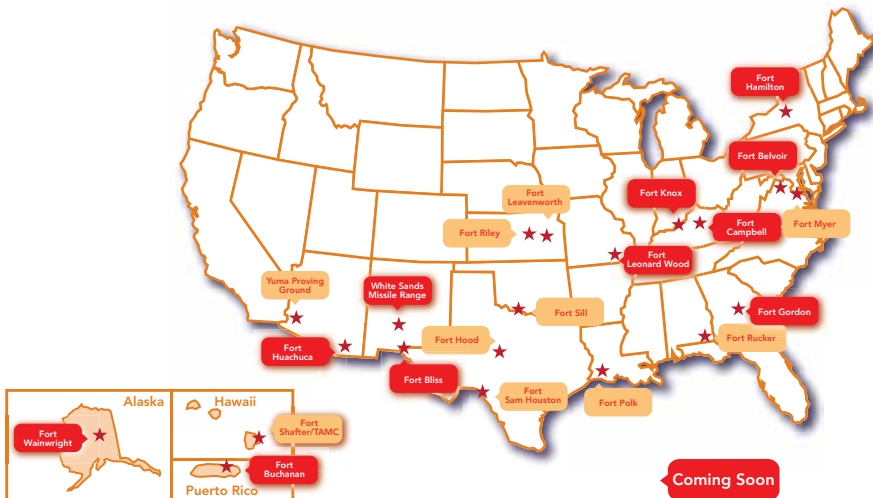 Fort
Hamilton
Fort Belvoir
Fort Knox
Fort
Leavenworth
Fort Riley
Fort
Campbell
Fort Myer
Fort
Leonard Wood
Yuma Proving
Ground
White Sands
Missile Range
Fort Sill
Fort Gordon
Fort Hood
Fort Rucker
Fort
Huachuca
Fort Bliss
Fort
Sam Houston
Fort Polk
Alaska
Hawaii
Fort
Wainwright
Fort
Shafter/TAMC
Fort
Buchanan
Puerto Rico
Coming Soon